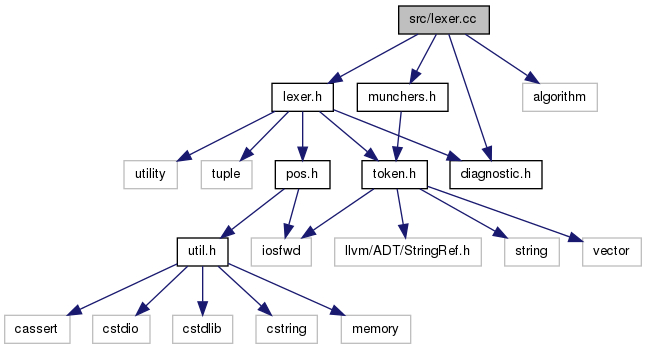 src/lexer.cc
lexer.h
munchers.h
algorithm
utility
tuple
pos.h
token.h
diagnostic.h
util.h
iosfwd
llvm/ADT/StringRef.h
string
vector
cassert
cstdio
cstdlib
cstring
memory